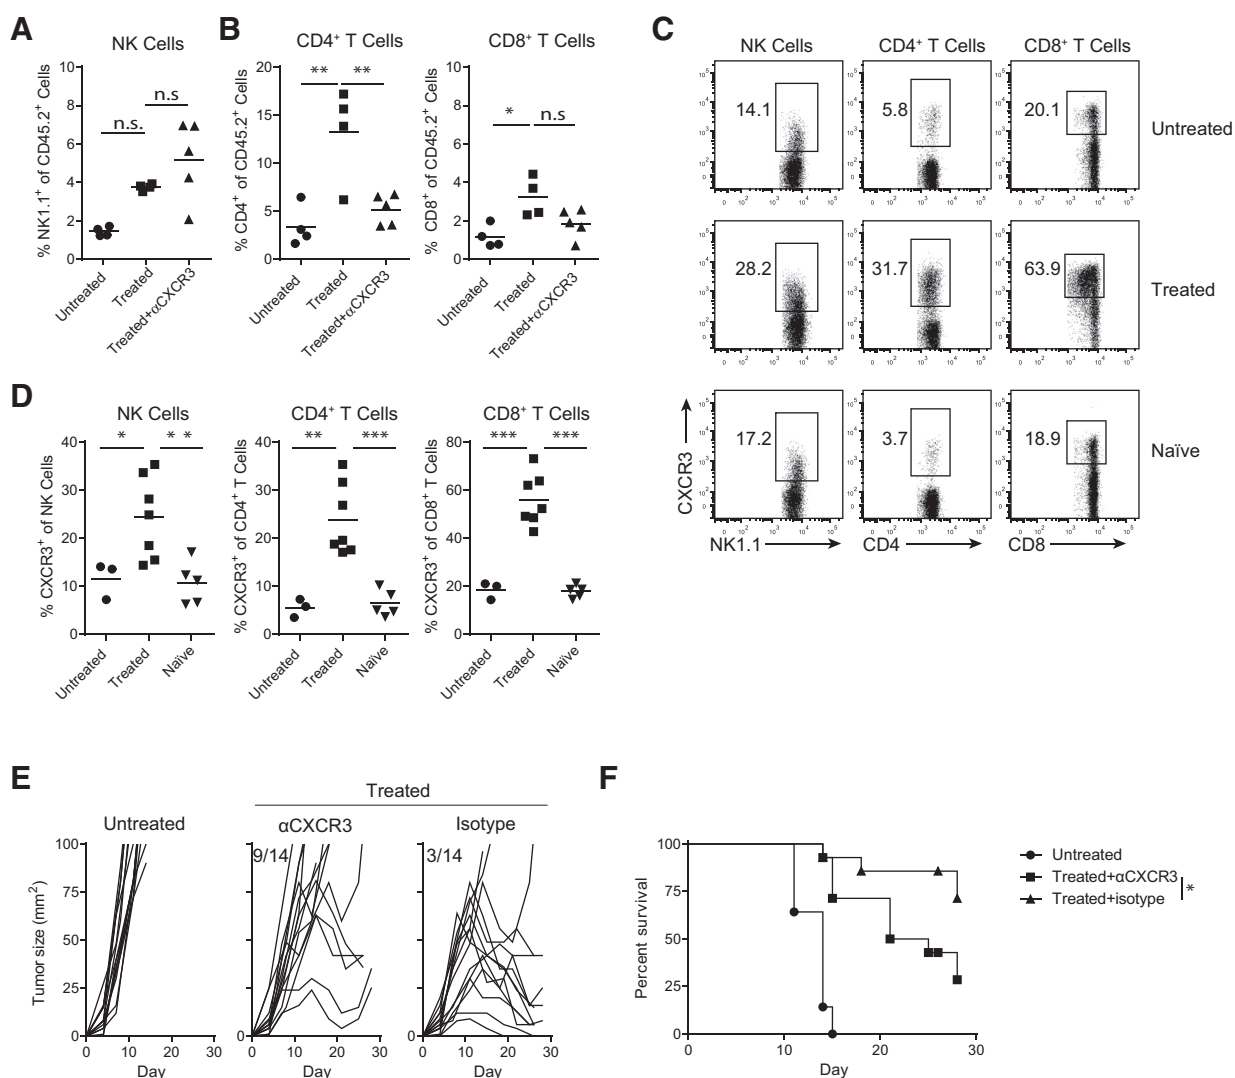 A
NK Cells
% NK1.1⁺ of CD45.2⁺ Cells
10
8
6
4
2
0
n.s.
n.s
Untreated
Treated
Treated+αCXCR3
B
CD4⁺ T Cells
% CD4⁺ of CD45.2⁺ Cells
20
15
10
5
0
** **
Untreated
Treated
Treated+αCXCR3
CD8⁺ T Cells
% CD8⁺ of CD45.2⁺ Cells
10
8
6
4
2
0
* n.s
Untreated
Treated
Treated+αCXCR3
C
NK Cells CD4⁺ T Cells CD8⁺ T Cells
14.1 5.8 20.1 Untreated
28.2 31.7 63.9 Treated
17.2 3.7 18.9 Naïve
CXCR3
NK1.1 CD4 CD8
D
NK Cells
% CXCR3⁺ of NK Cells
40
30
20
10
0
* * *
Untreated
Treated
Naïve
CD4⁺ T Cells
% CXCR3⁺ of CD4⁺ T Cells
40
30
20
10
0
** ***
Untreated
Treated
Naïve
CD8⁺ T Cells
% CXCR3⁺ of CD8⁺ T Cells
80
60
40
20
0
*** ***
Untreated
Treated
Naïve
E
Treated
Untreated αCXCR3 Isotype
Tumor size (mm²)
100
75
50
25
0
9/14 3/14
0 10 20 30
0 10 20 30
0 10 20 30
Day Day Day
F
Percent survival
100
75
50
25
0
0 10 20 30
Day
Untreated
Treated+αCXCR3
Treated+isotype
*